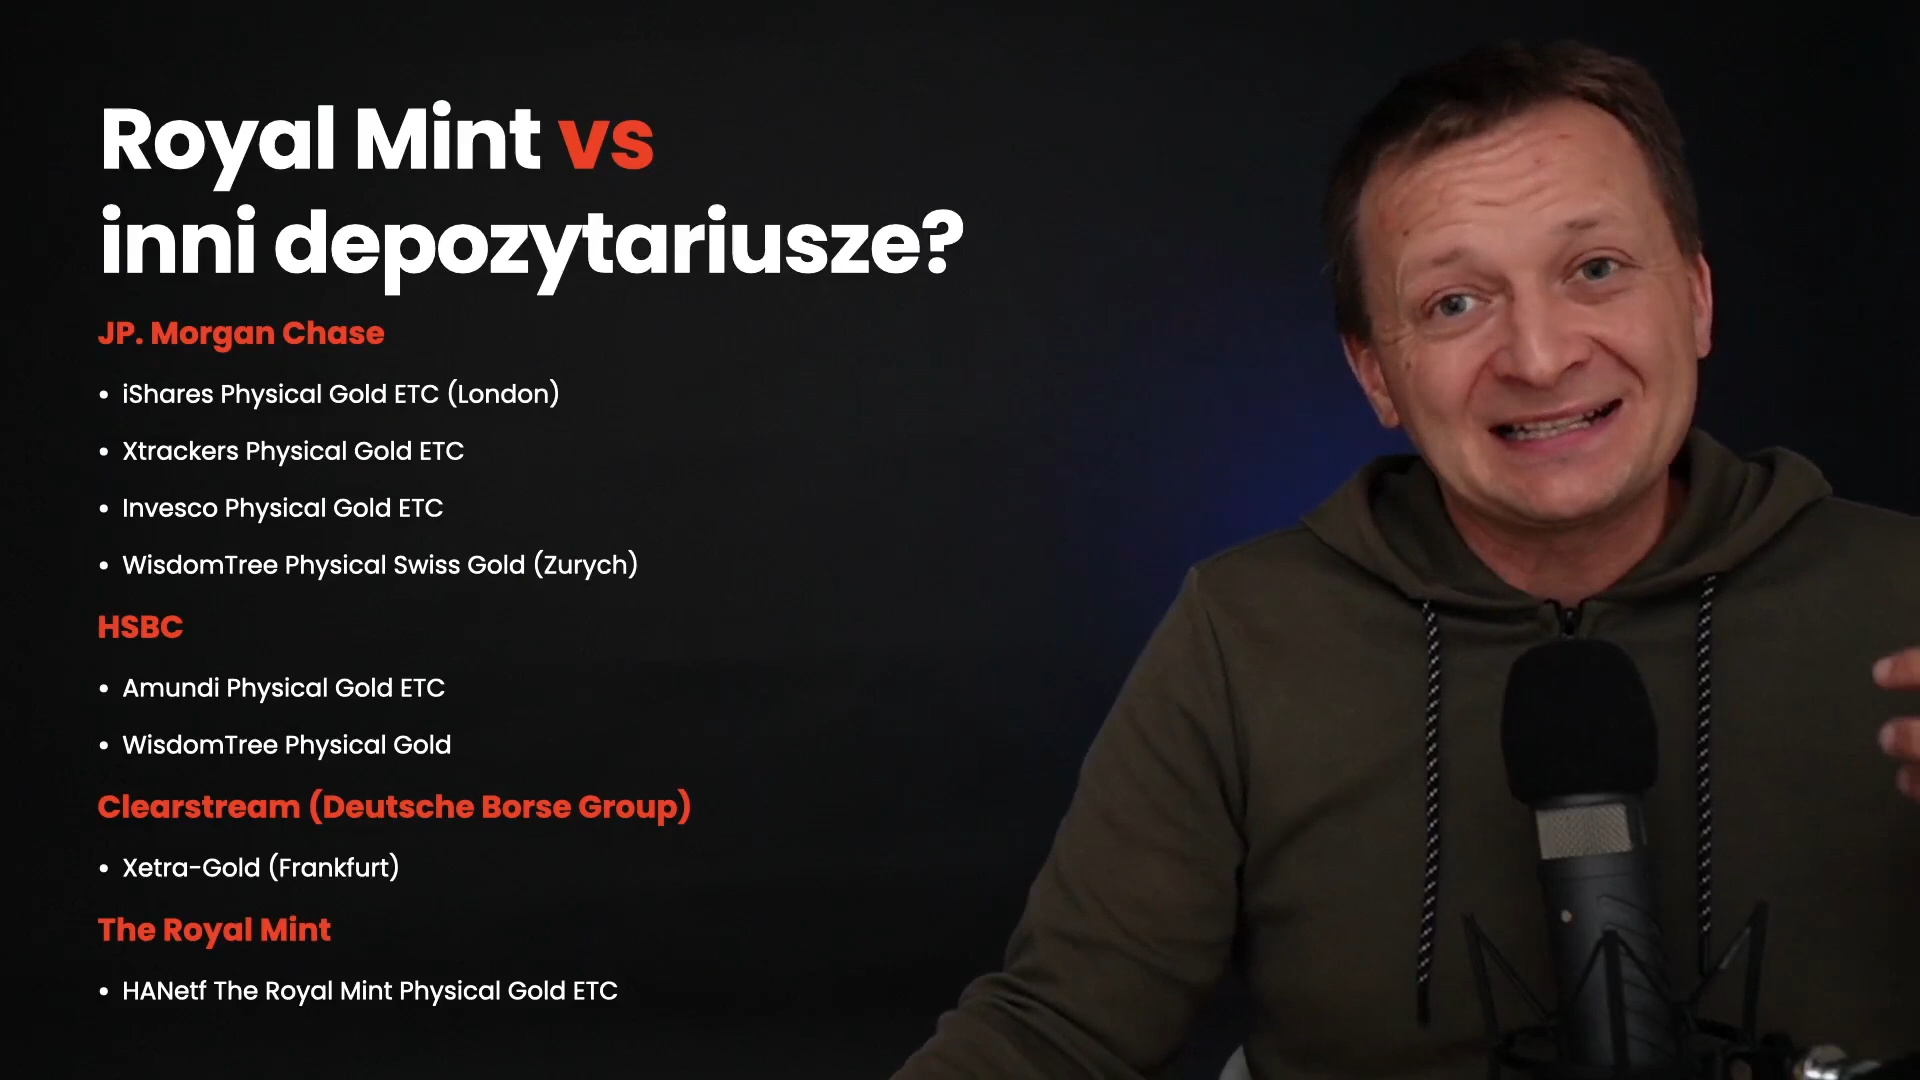 Royal Mint vs
inni depozytariusze?
JP. Morgan Chase
• iShares Physical Gold ETC (London)
• Xtrackers Physical Gold ETC
• Invesco Physical Gold ETC
• WisdomTree Physical Swiss Gold (Zurych)
HSBC
• Amundi Physical Gold ETC
• WisdomTree Physical Gold
Clearstream (Deutsche Borse Group)
• Xetra-Gold (Frankfurt)
The Royal Mint
• HANetf The Royal Mint Physical Gold ETC